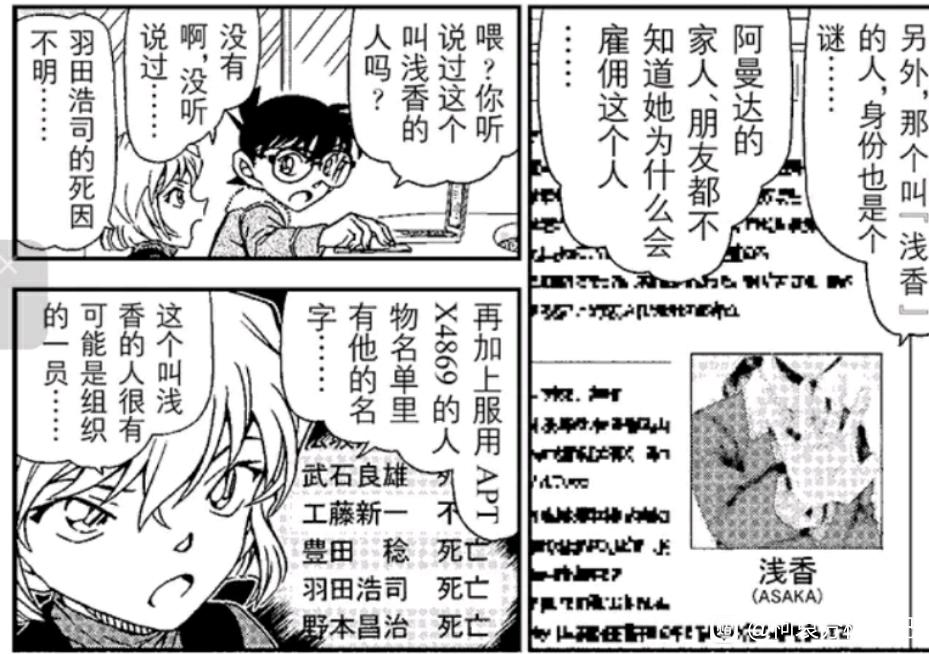 另外，那个叫『浅香』
的人，身份也是个
谜……
阿曼达的
家人、朋友都不
知道她为什么会
雇佣这个人
……
浅香
(ASAKA)
喂？你听
说过这个
叫浅香的
人吗？
没有
啊，没听
说过……
羽田浩司的死因
不明……
再加上服用APT
X4869的人
物名单里
有他的名
字……
武石良雄
工藤新一 不
豊田 稔 死亡
羽田浩司 死亡
野本昌治 死亡
这个叫浅
香的人很有
可能是组织
的一员……